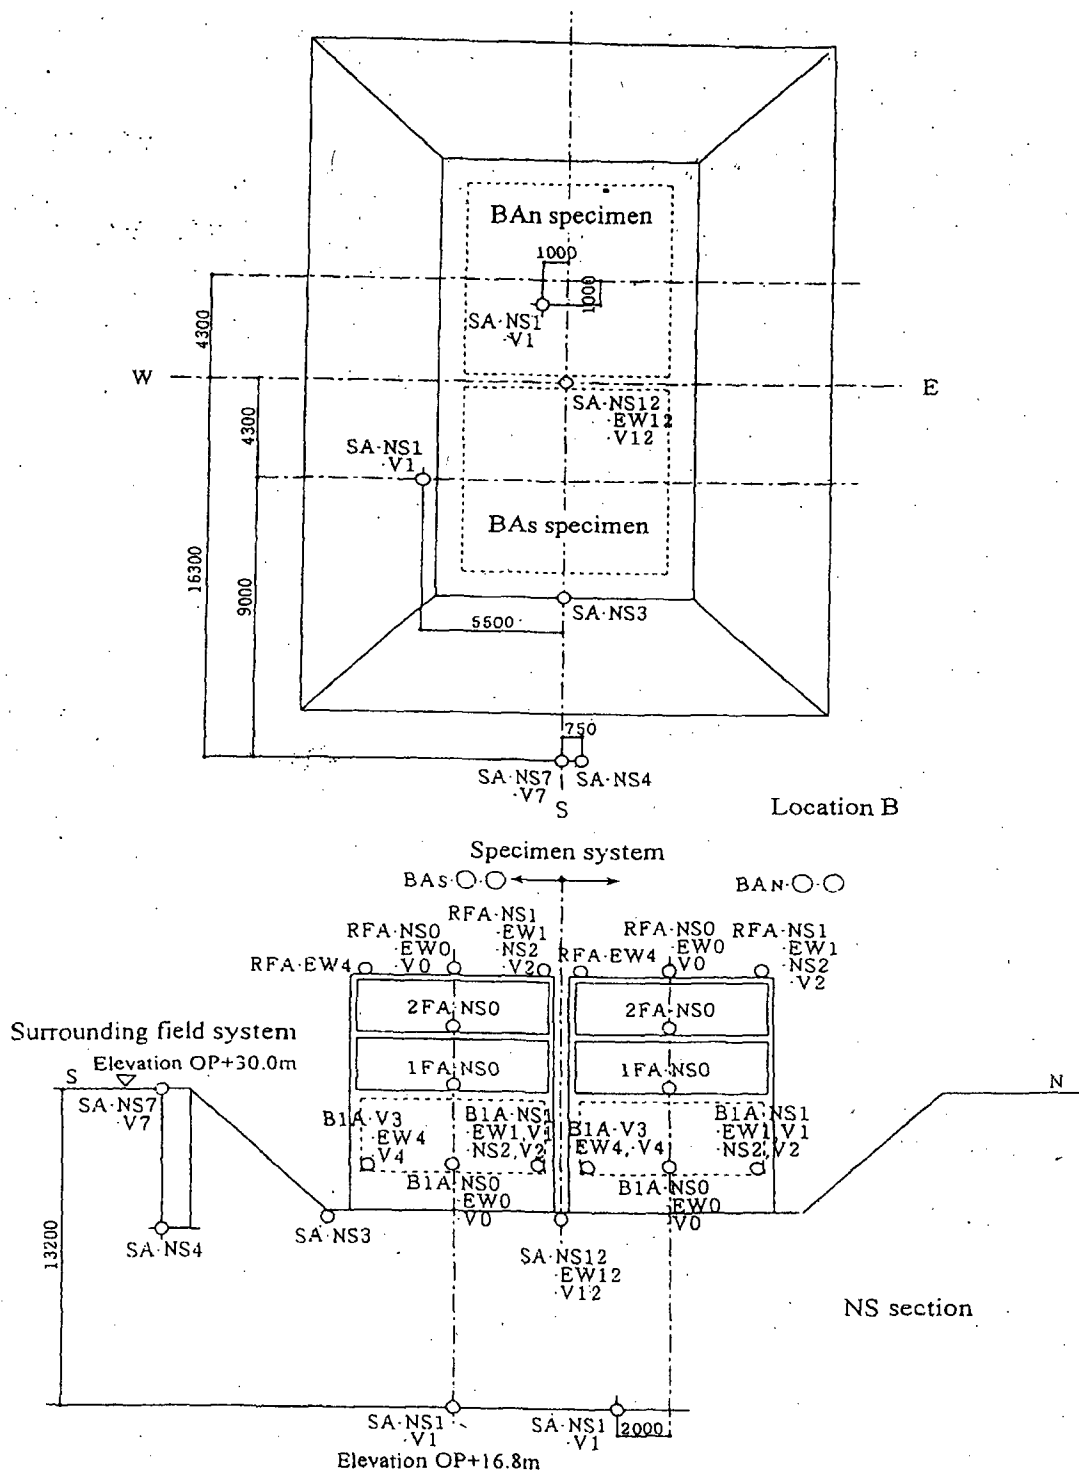 BAn specimen
1000
1000
SA·NS1
·V1
4300
W
E
SA·NS12
·EW12
·V12
4300
SA·NS1
·V1
BAs specimen
16300
9000
SA·NS3
5500
750
SA·NS7
·V7
SA·NS4
S
Location B
Specimen system
BAs·○·○
BAN·○·○
RFA·NS0
·EW0
·V0
RFA·NS1
·EW1
·NS2
·V2
RFA·NS0
·EW0
·V0
RFA·NS1
·EW1
·NS2
·V2
RFA·EW4
RFA·EW4
2FA·NS0
2FA·NS0
Surrounding field system
Elevation OP+30.0m
1FA·NS0
1FA·NS0
S
N
SA·NS7
·V7
B1A·V3
·EW4
·V4
B1A·NS1
·EW1,V1
·NS2,V2
B1A·V3
EW4,·V4
B1A·NS1
·EW1,V1
·NS2,V2
B1A·NS0
·EW0
·V0
B1A·NS0
·EW0
·V0
SA·NS4
SA·NS3
13200
SA·NS12
·EW12
·V12
NS section
SA·NS1
·V1
SA·NS1
·V1
2000
Elevation OP+16.8m